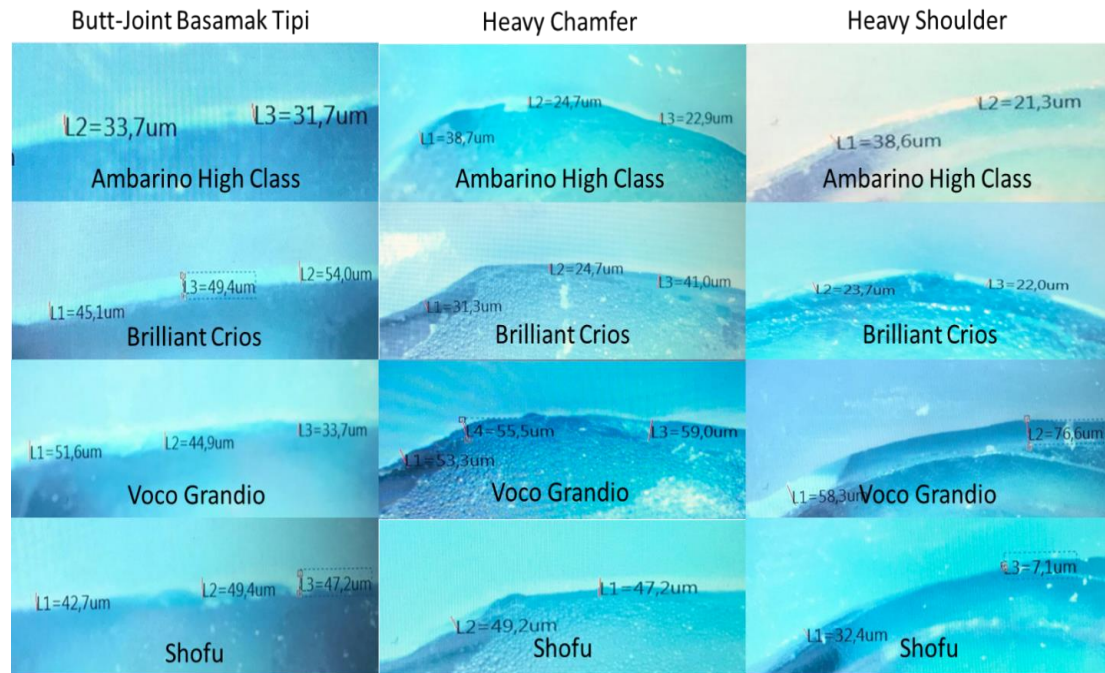 Butt-Joint Basamak Tipi
Heavy Chamfer
Heavy Shoulder
L2=33,7um
L3=31,7um
Ambarino High Class
L2=24,7um
L3=22,9um
L1=38,7um
Ambarino High Class
L2=21,3um
L1=38,6um
Ambarino High Class
L2=54,0um
L3=49,4um
L1=45,1um
Brilliant Crios
L2=24,7um
L3=41,0um
L1=31,3um
Brilliant Crios
L2=23,7um
L3=22,0um
Brilliant Crios
L3=33,7um
L2=44,9um
L1=51,6um
Voco Grandio
L4=55,5um
L3=59,0um
L1=53,3um
Voco Grandio
L2=76,6um
L1=58,3um
Voco Grandio
L3=47,2um
L2=49,4um
L1=42,7um
Shofu
L1=47,2um
L2=49,2um
Shofu
L3=7,1um
L1=32,4um
Shofu